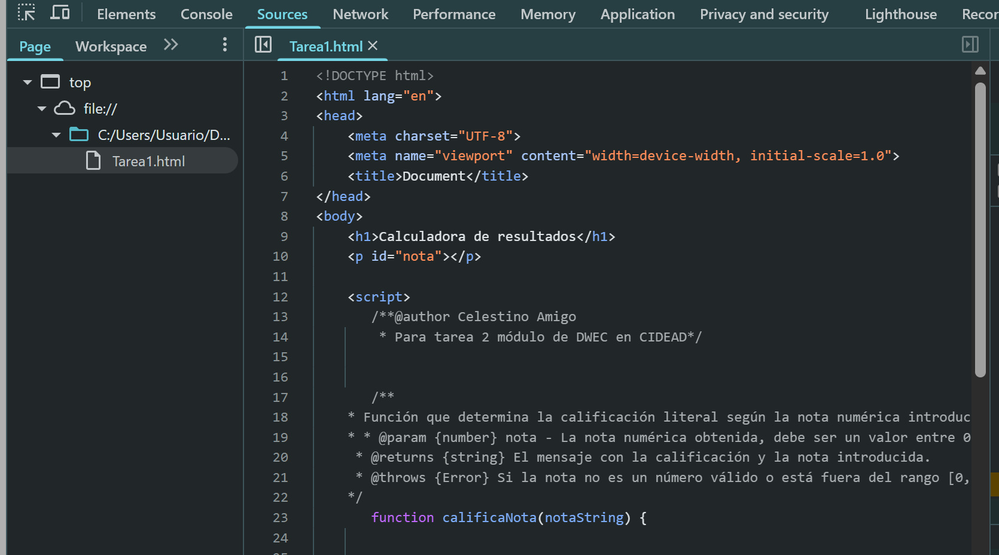 Elements Console Sources Network Performance Memory Application Privacy and security Lighthouse Recor
Page Workspace Tarea1.html
top
file://
C:/Users/Usuario/D...
Tarea1.html
1 <!DOCTYPE html>
2 <html lang="en">
3 <head>
4 <meta charset="UTF-8">
5 <meta name="viewport" content="width=device-width, initial-scale=1.0">
6 <title>Document</title>
7 </head>
8 <body>
9 <h1>Calculadora de resultados</h1>
10 <p id="nota"></p>
11
12 <script>
13 /**@author Celestino Amigo
14 * Para tarea 2 módulo de DWEC en CIDEAD*/
15
16
17 /**
18 * Función que determina la calificación literal según la nota numérica introduc
19 * * @param {number} nota - La nota numérica obtenida, debe ser un valor entre 0
20 * @returns {string} El mensaje con la calificación y la nota introducida.
21 * @throws {Error} Si la nota no es un número válido o está fuera del rango [0,
22 */
23 function calificaNota(notaString) {
24